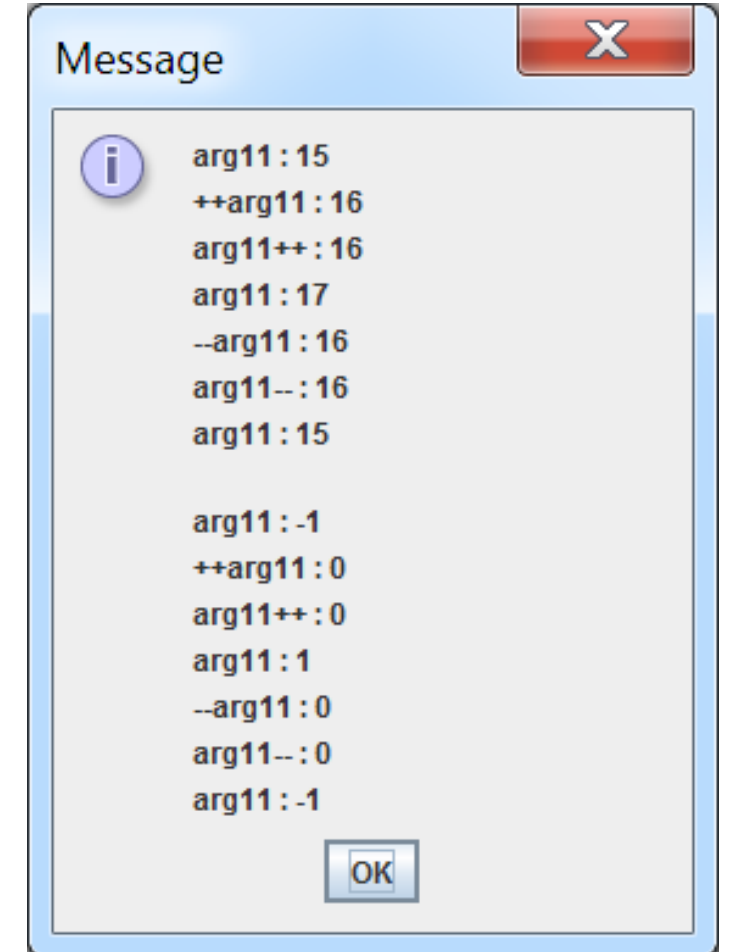 Message
X
i
arg11 : 15
++arg11 : 16
arg11++ : 16
arg11 : 17
--arg11 : 16
arg11-- : 16
arg11 : 15

arg11 : -1
++arg11 : 0
arg11++ : 0
arg11 : 1
--arg11 : 0
arg11-- : 0
arg11 : -1
OK